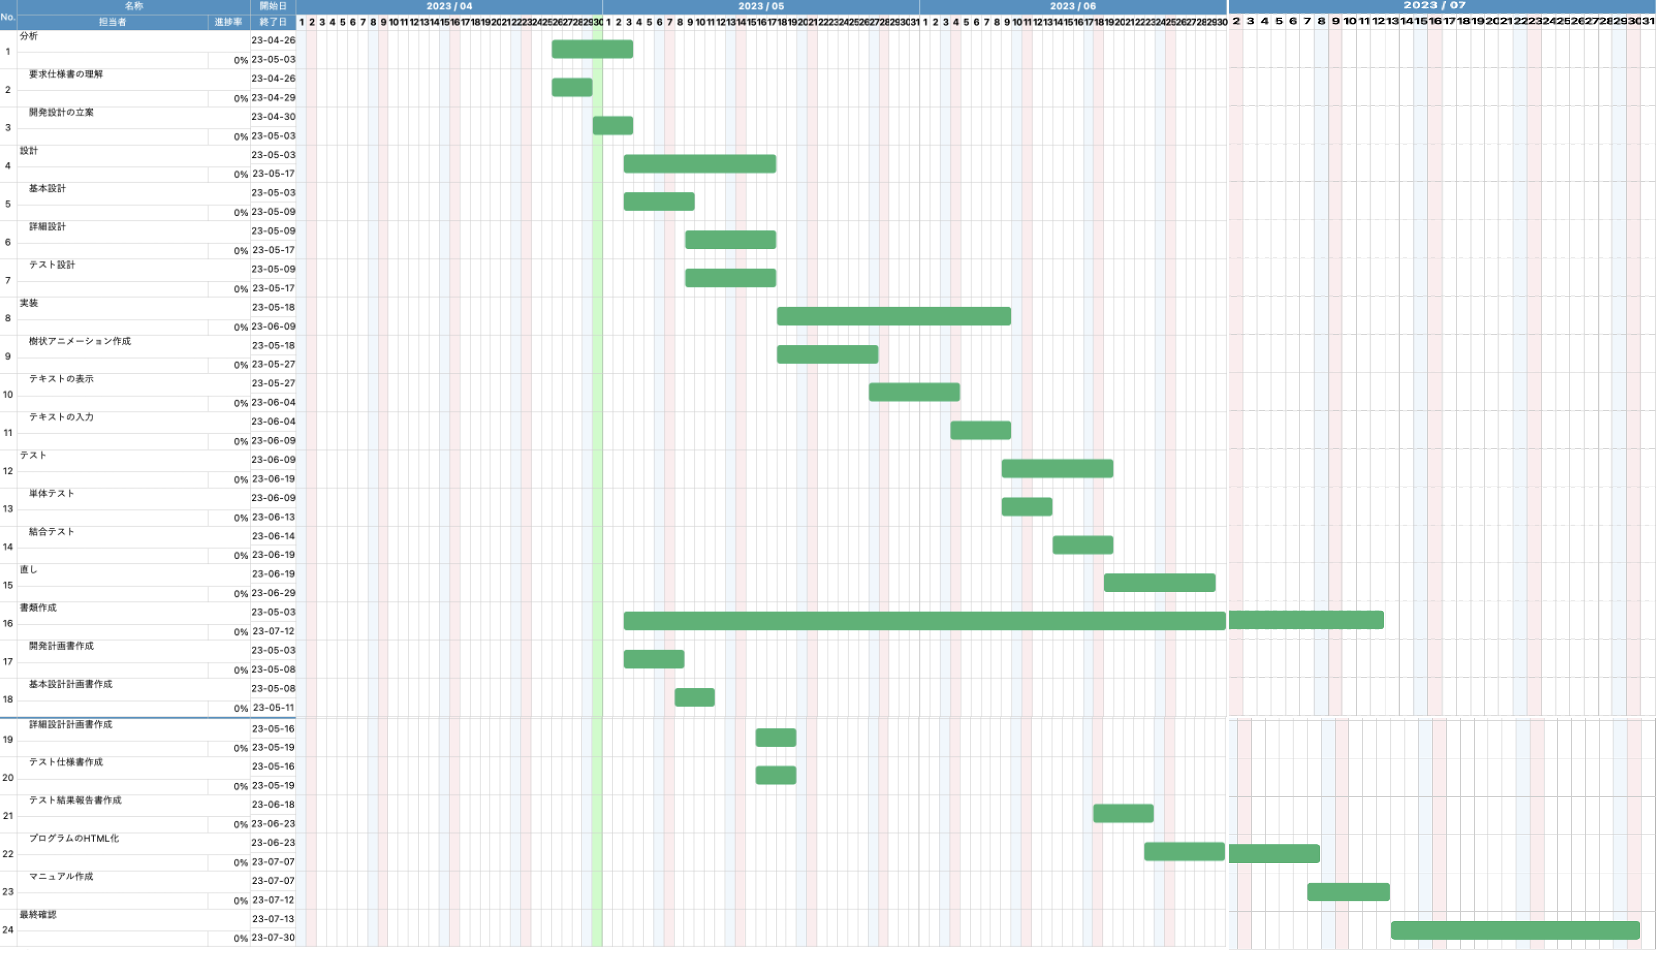 名称 開始日 2023 / 04 2023 / 05 2023 / 06 2023 / 07
No. 担当者 進捗率 終了日 1 2 3 4 5 6 7 8 9 10 11 12 13 14 15 16 17 18 19 20 21 22 23 24 25 26 27 28 29 30 1 2 3 4 5 6 7 8 9 10 11 12 13 14 15 16 17 18 19 20 21 22 23 24 25 26 27 28 29 30 31 1 2 3 4 5 6 7 8 9 10 11 12 13 14 15 16 17 18 19 20 21 22 23 24 25 26 27 28 29 30 2 3 4 5 6 7 8 9 10 11 12 13 14 15 16 17 18 19 20 21 22 23 24 25 26 27 28 29 30 31
分析 23-04-26
1 0% 23-05-03
要求仕様書の理解 23-04-26
2 0% 23-04-29
開発設計の立案 23-04-30
3 0% 23-05-03
設計 23-05-03
4 0% 23-05-17
基本設計 23-05-03
5 0% 23-05-09
詳細設計 23-05-09
6 0% 23-05-17
テスト設計 23-05-09
7 0% 23-05-17
実装 23-05-18
8 0% 23-06-09
樹状アニメーション作成 23-05-18
9 0% 23-05-27
テキストの表示 23-05-27
10 0% 23-06-04
テキストの入力 23-06-04
11 0% 23-06-09
テスト 23-06-09
12 0% 23-06-19
単体テスト 23-06-09
13 0% 23-06-13
結合テスト 23-06-14
14 0% 23-06-19
直し 23-06-19
15 0% 23-06-29
書類作成 23-05-03
16 0% 23-07-12
開発計画書作成 23-05-03
17 0% 23-05-08
基本設計計画書作成 23-05-08
18 0% 23-05-11
詳細設計計画書作成 23-05-16
19 0% 23-05-19
テスト仕様書作成 23-05-16
20 0% 23-05-19
テスト結果報告書作成 23-06-18
21 0% 23-06-23
プログラムのHTML化 23-06-23
22 0% 23-07-07
マニュアル作成 23-07-07
23 0% 23-07-12
最終確認 23-07-13
24 0% 23-07-30